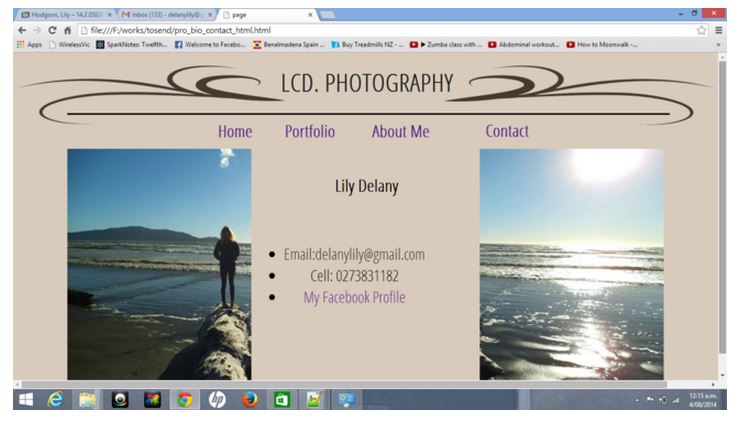 Hodgson, Lily – 14.2.DSDI
Inbox (133) - delanylily@g
page
file:///F:/works/tosend/pro_bio_contact_html.html
Apps WirelessVic SparkNotes: Twelfth... Welcome to Facebo... Benalmadena Spain ... Buy Treadmills NZ - ... ► Zumba class with ... Abdominal workout... How to Moonwalk -...
LCD. PHOTOGRAPHY
Home Portfolio About Me Contact
Lily Delany
Email:delanylily@gmail.com
Cell: 0273831182
My Facebook Profile
12:15 a.m.
4/08/2014